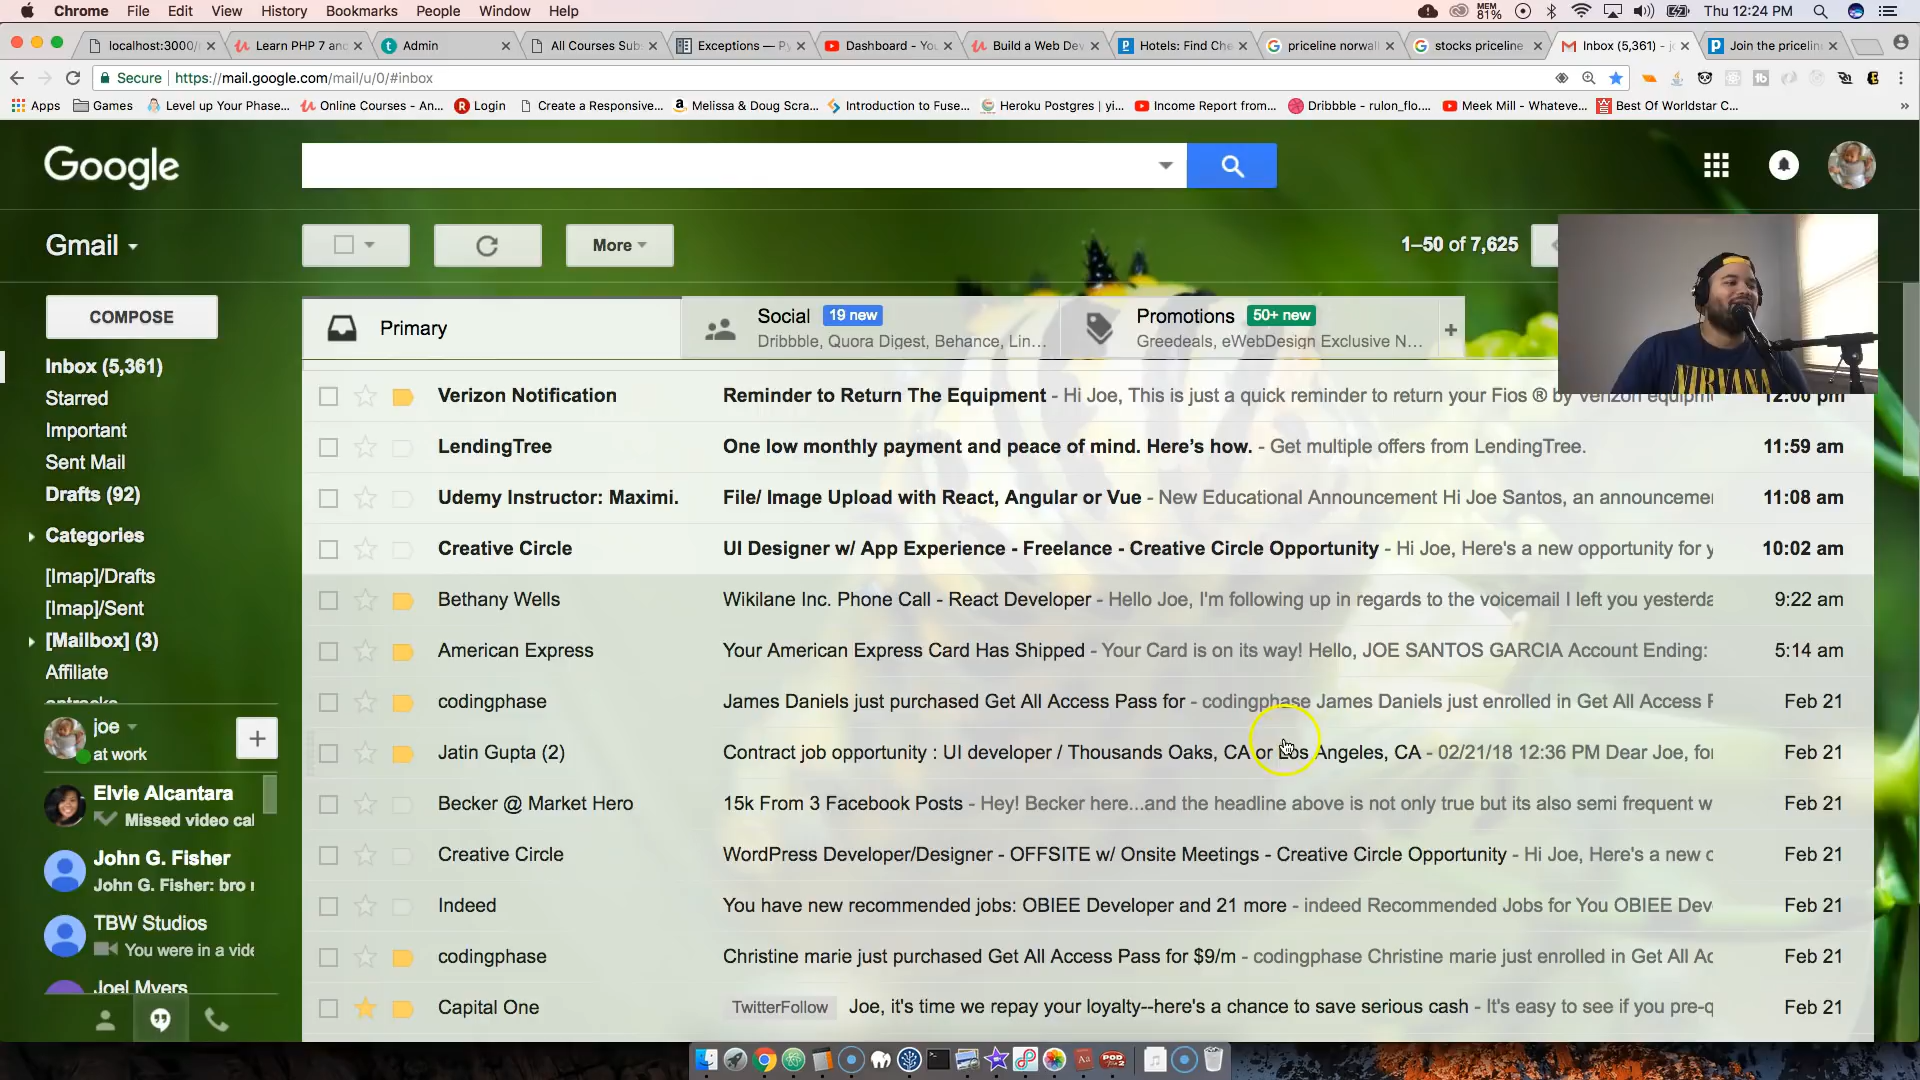 Chrome File Edit View History Bookmarks People Window Help MEM 81% Thu 12:24 PM
localhost:3000/ Learn PHP 7 an Admin All Courses Sub Exceptions — Py Dashboard - Yo Build a Web De Hotels: Find Che priceline norwal stocks priceline Inbox (5,361) - j Join the pricelin
Secure https://mail.google.com/mail/u/0/#inbox
Apps Games Level up Your Phase... Online Courses - An... Login Create a Responsive... Melissa & Doug Scra... Introduction to Fuse... Heroku Postgres | yi... Income Report from... Dribbble - rulon_flo... Meek Mill - Whateve... Best Of Worldstar C... »
Google
Gmail
More
1–50 of 7,625
COMPOSE
Inbox (5,361)
Starred
Important
Sent Mail
Drafts (92)
Categories
[Imap]/Drafts
[Imap]/Sent
[Mailbox] (3)
Affiliate
joe
at work
Elvie Alcantara
Missed video cal
John G. Fisher
John G. Fisher: bro
TBW Studios
You were in a vide
Joel Myers
Primary
Social 19 new
Dribbble, Quora Digest, Behance, Lin...
Promotions 50+ new
Greedeals, eWebDesign Exclusive N...
+
NIRVANA
Verizon Notification Reminder to Return The Equipment - Hi Joe, This is just a quick reminder to return your Fios ® by Verizon equipm 12:00 pm
LendingTree One low monthly payment and peace of mind. Here’s how. - Get multiple offers from LendingTree. 11:59 am
Udemy Instructor: Maximi. File/ Image Upload with React, Angular or Vue - New Educational Announcement Hi Joe Santos, an announcemer 11:08 am
Creative Circle UI Designer w/ App Experience - Freelance - Creative Circle Opportunity - Hi Joe, Here's a new opportunity for y 10:02 am
Bethany Wells Wikilane Inc. Phone Call - React Developer - Hello Joe, I'm following up in regards to the voicemail I left you yesterda 9:22 am
American Express Your American Express Card Has Shipped - Your Card is on its way! Hello, JOE SANTOS GARCIA Account Ending: 5:14 am
codingphase James Daniels just purchased Get All Access Pass for - codingphase James Daniels just enrolled in Get All Access P Feb 21
Jatin Gupta (2) Contract job opportunity : UI developer / Thousands Oaks, CA or Los Angeles, CA - 02/21/18 12:36 PM Dear Joe, for Feb 21
Becker @ Market Hero 15k From 3 Facebook Posts - Hey! Becker here...and the headline above is not only true but its also semi frequent w Feb 21
Creative Circle WordPress Developer/Designer - OFFSITE w/ Onsite Meetings - Creative Circle Opportunity - Hi Joe, Here's a new c Feb 21
Indeed You have new recommended jobs: OBIEE Developer and 21 more - indeed Recommended Jobs for You OBIEE Dev Feb 21
codingphase Christine marie just purchased Get All Access Pass for $9/m - codingphase Christine marie just enrolled in Get All Ac Feb 21
Capital One TwitterFollow Joe, it's time we repay your loyalty--here's a chance to save serious cash - It's easy to see if you pre-q Feb 21